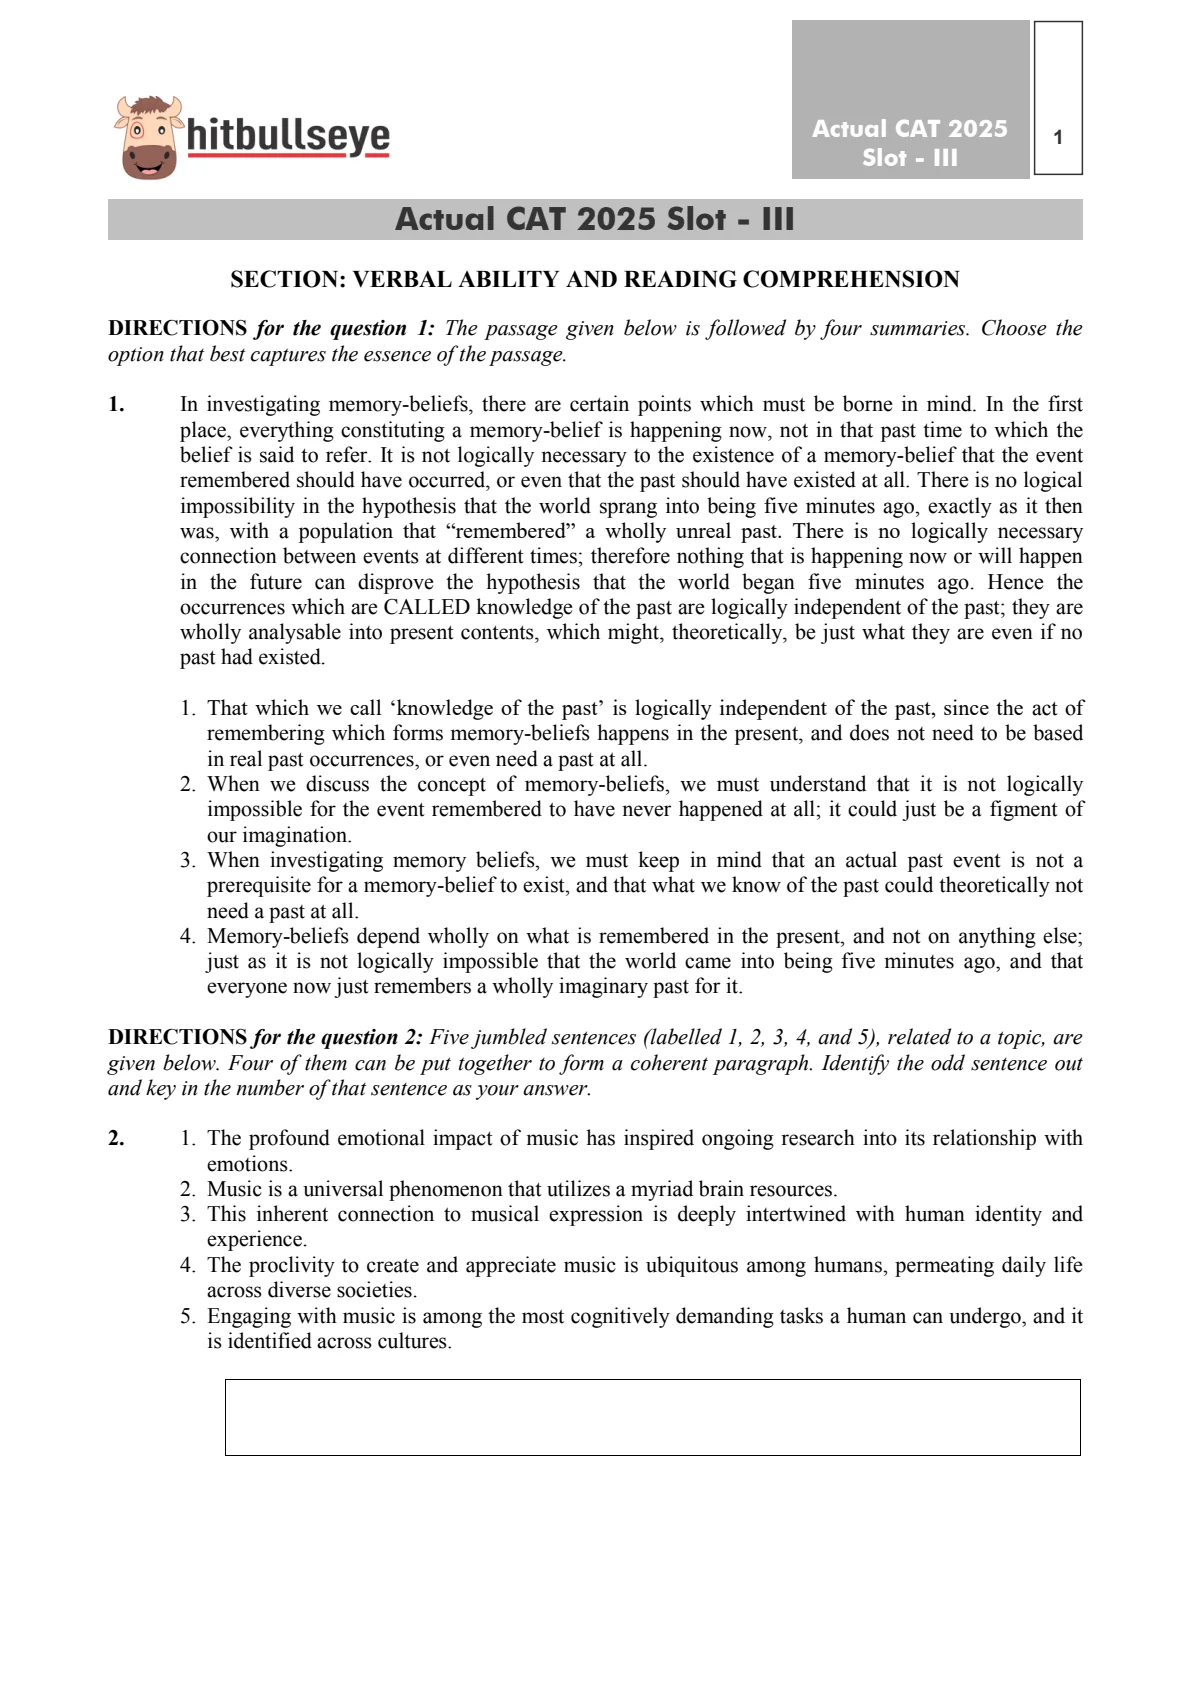 hitbullseye
Actual CAT 2025
Slot - III
1
Actual CAT 2025 Slot - III
SECTION: VERBAL ABILITY AND READING COMPREHENSION
DIRECTIONS for the question 1: The passage given below is followed by four summaries. Choose the
option that best captures the essence of the passage.
1. In investigating memory-beliefs, there are certain points which must be borne in mind. In the first
place, everything constituting a memory-belief is happening now, not in that past time to which the
belief is said to refer. It is not logically necessary to the existence of a memory-belief that the event
remembered should have occurred, or even that the past should have existed at all. There is no logical
impossibility in the hypothesis that the world sprang into being five minutes ago, exactly as it then
was, with a population that “remembered” a wholly unreal past. There is no logically necessary
connection between events at different times; therefore nothing that is happening now or will happen
in the future can disprove the hypothesis that the world began five minutes ago. Hence the
occurrences which are CALLED knowledge of the past are logically independent of the past; they are
wholly analysable into present contents, which might, theoretically, be just what they are even if no
past had existed.
1. That which we call ‘knowledge of the past’ is logically independent of the past, since the act of
remembering which forms memory-beliefs happens in the present, and does not need to be based
in real past occurrences, or even need a past at all.
2. When we discuss the concept of memory-beliefs, we must understand that it is not logically
impossible for the event remembered to have never happened at all; it could just be a figment of
our imagination.
3. When investigating memory beliefs, we must keep in mind that an actual past event is not a
prerequisite for a memory-belief to exist, and that what we know of the past could theoretically not
need a past at all.
4. Memory-beliefs depend wholly on what is remembered in the present, and not on anything else;
just as it is not logically impossible that the world came into being five minutes ago, and that
everyone now just remembers a wholly imaginary past for it.
DIRECTIONS for the question 2: Five jumbled sentences (labelled 1, 2, 3, 4, and 5), related to a topic, are
given below. Four of them can be put together to form a coherent paragraph. Identify the odd sentence out
and key in the number of that sentence as your answer.
2. 1. The profound emotional impact of music has inspired ongoing research into its relationship with
emotions.
2. Music is a universal phenomenon that utilizes a myriad brain resources.
3. This inherent connection to musical expression is deeply intertwined with human identity and
experience.
4. The proclivity to create and appreciate music is ubiquitous among humans, permeating daily life
across diverse societies.
5. Engaging with music is among the most cognitively demanding tasks a human can undergo, and it
is identified across cultures.